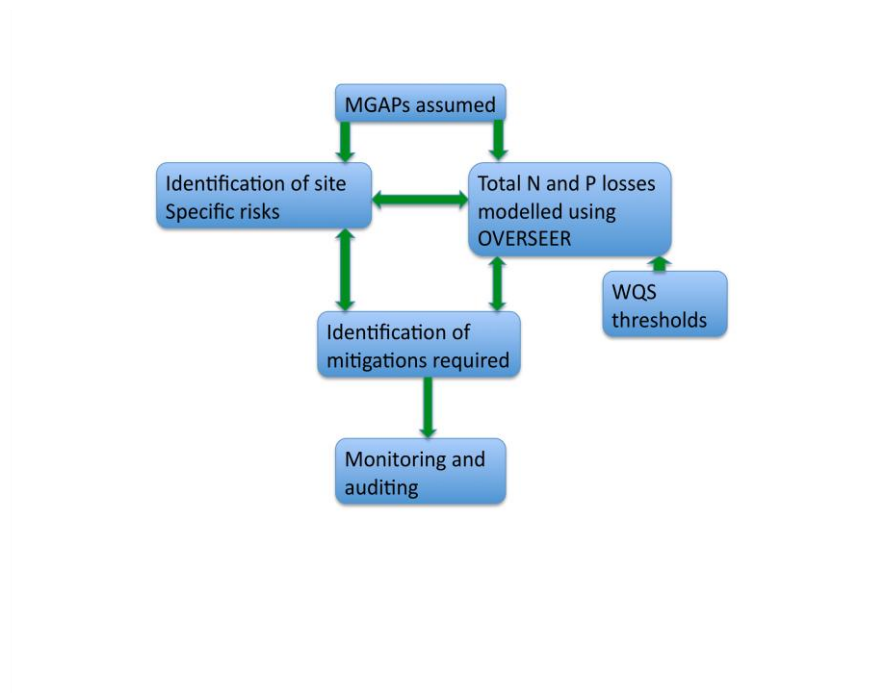 MGAPs assumed
Identification of site
Specific risks
Total N and P losses
modelled using
OVERSEER
WQS
thresholds
Identification of
mitigations required
Monitoring and
auditing